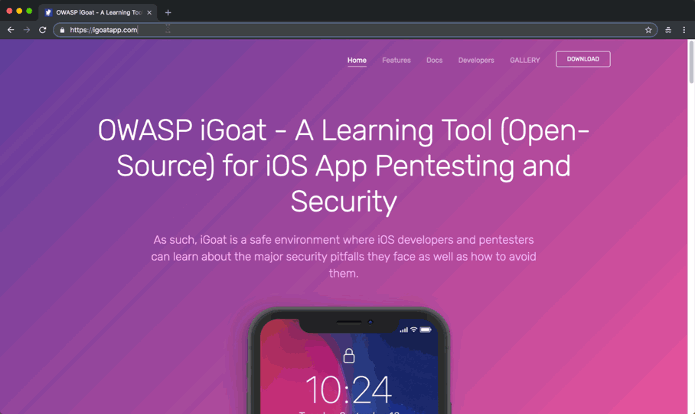 OWASP iGoat - A Learning Too
https://igoatapp.com
Home Features Docs Developers GALLERY DOWNLOAD
OWASP iGoat - A Learning Tool (Open-
Source) for iOS App Pentesting and
Security
As such, iGoat is a safe environment where iOS developers and pentesters
can learn about the major security pitfalls they face as well as how to avoid
them.
10:24